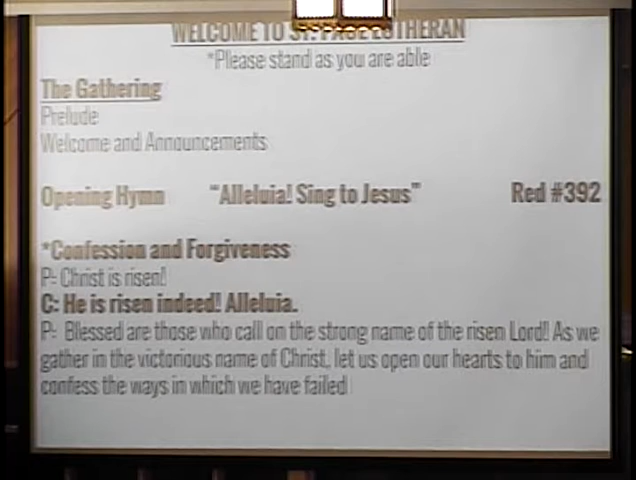 WELCOME TO ST. PAUL LUTHERAN
*Please stand as you are able
The Gathering
Prelude
Welcome and Announcements
Opening Hymn "Alleluia! Sing to Jesus" Red #392
*Confession and Forgiveness
P: Christ is risen!
C: He is risen indeed! Alleluia.
P: Blessed are those who call on the strong name of the risen Lord! As we
gather in the victorious name of Christ, let us open our hearts to him and
confess the ways in which we have failed